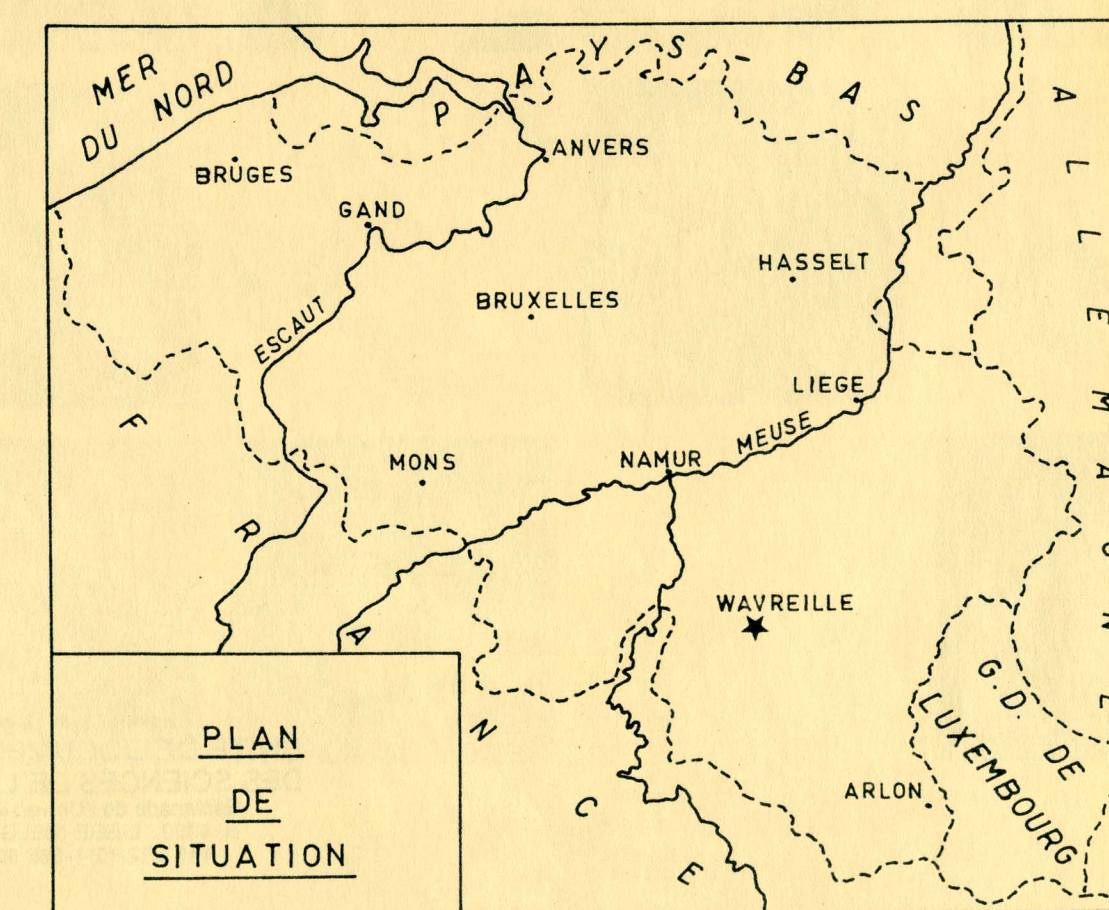 MER
DU NORD
PAYS-BAS
ALLEMAGNE
BRUGES
ANVERS
GAND
HASSELT
BRUXELLES
ESCAUT
LIEGE
MEUSE
MONS
NAMUR
FRANCE
WAVREILLE
G.D. DE
LUXEMBOURG
ARLON
PLAN
DE
SITUATION